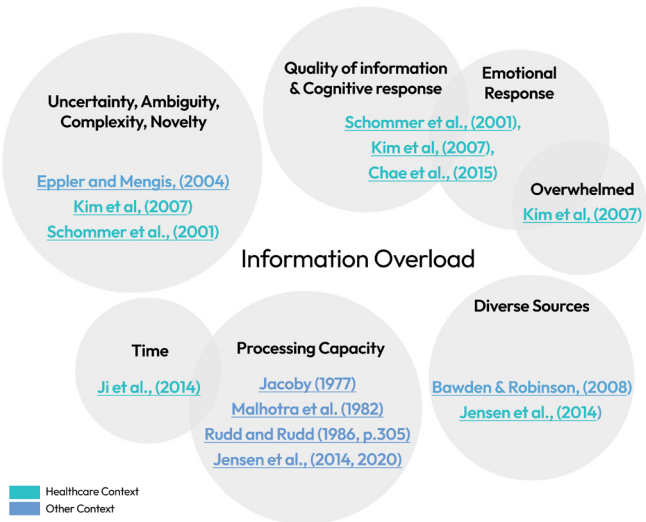 Uncertainty, Ambiguity,
Complexity, Novelty
Eppler and Mengis, (2004)
Kim et al, (2007)
Schommer et al., (2001)
Quality of information
& Cognitive response
Emotional
Response
Schommer et al., (2001),
Kim et al, (2007),
Chae et al., (2015)
Overwhelmed
Kim et al, (2007)
Information Overload
Time
Ji et al., (2014)
Processing Capacity
Jacoby (1977)
Malhotra et al. (1982)
Rudd and Rudd (1986, p.305)
Jensen et al., (2014, 2020)
Diverse Sources
Bawden & Robinson, (2008)
Jensen et al., (2014)
Healthcare Context
Other Context